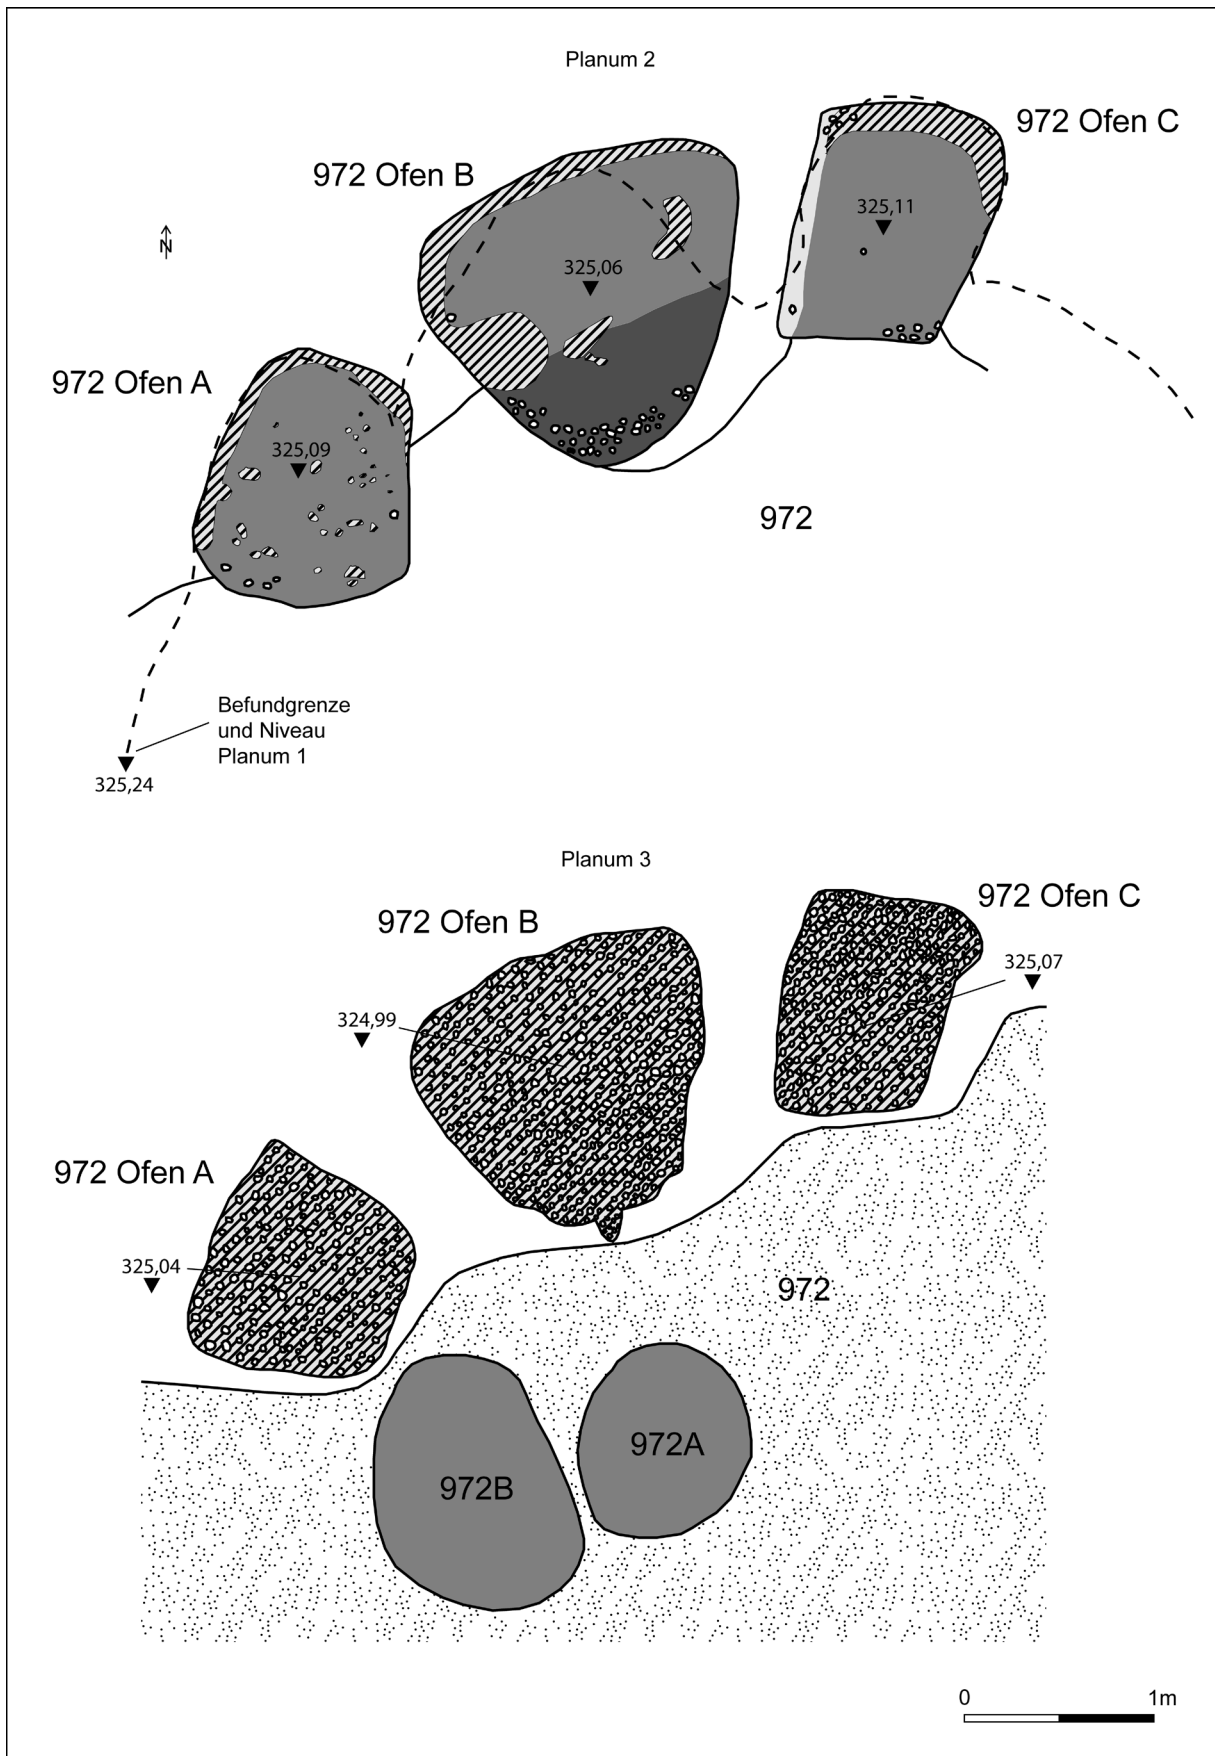 Planum 2
972 Ofen C
972 Ofen B
325,11
N
325,06
972 Ofen A
325,09
972
Befundgrenze
und Niveau
Planum 1
325,24
Planum 3
972 Ofen C
972 Ofen B
325,07
324,99
972 Ofen A
325,04
972
972A
972B
0 1m